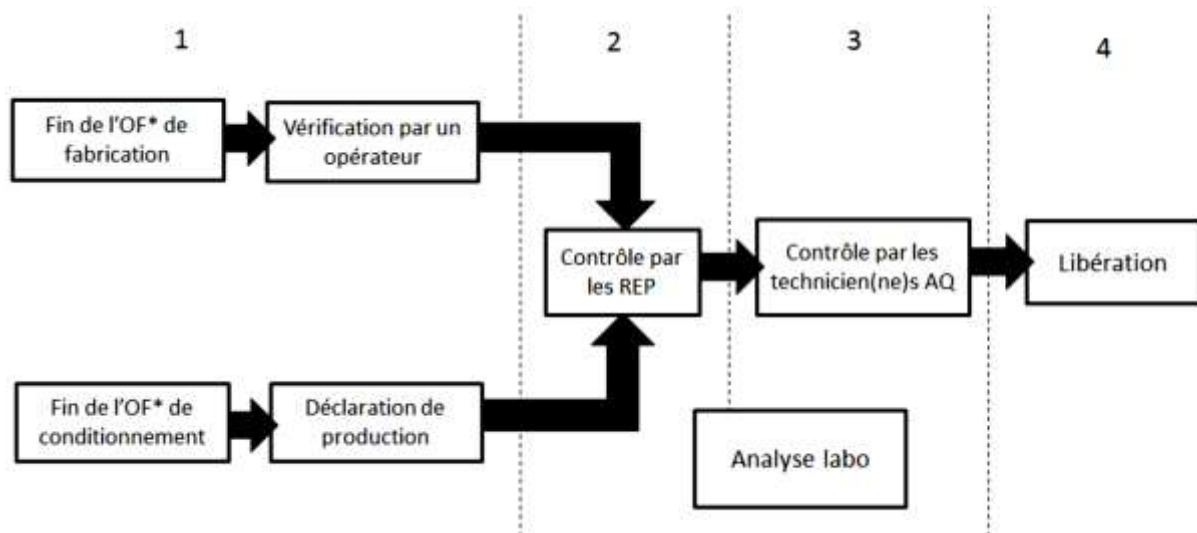 1
2
3
4
Fin de l'OF* de
fabrication
Vérification par un
opérateur
Contrôle par
les REP
Contrôle par les
technicien(ne)s AQ
Libération
Fin de l'OF* de
conditionnement
Déclaration de
production
Analyse labo